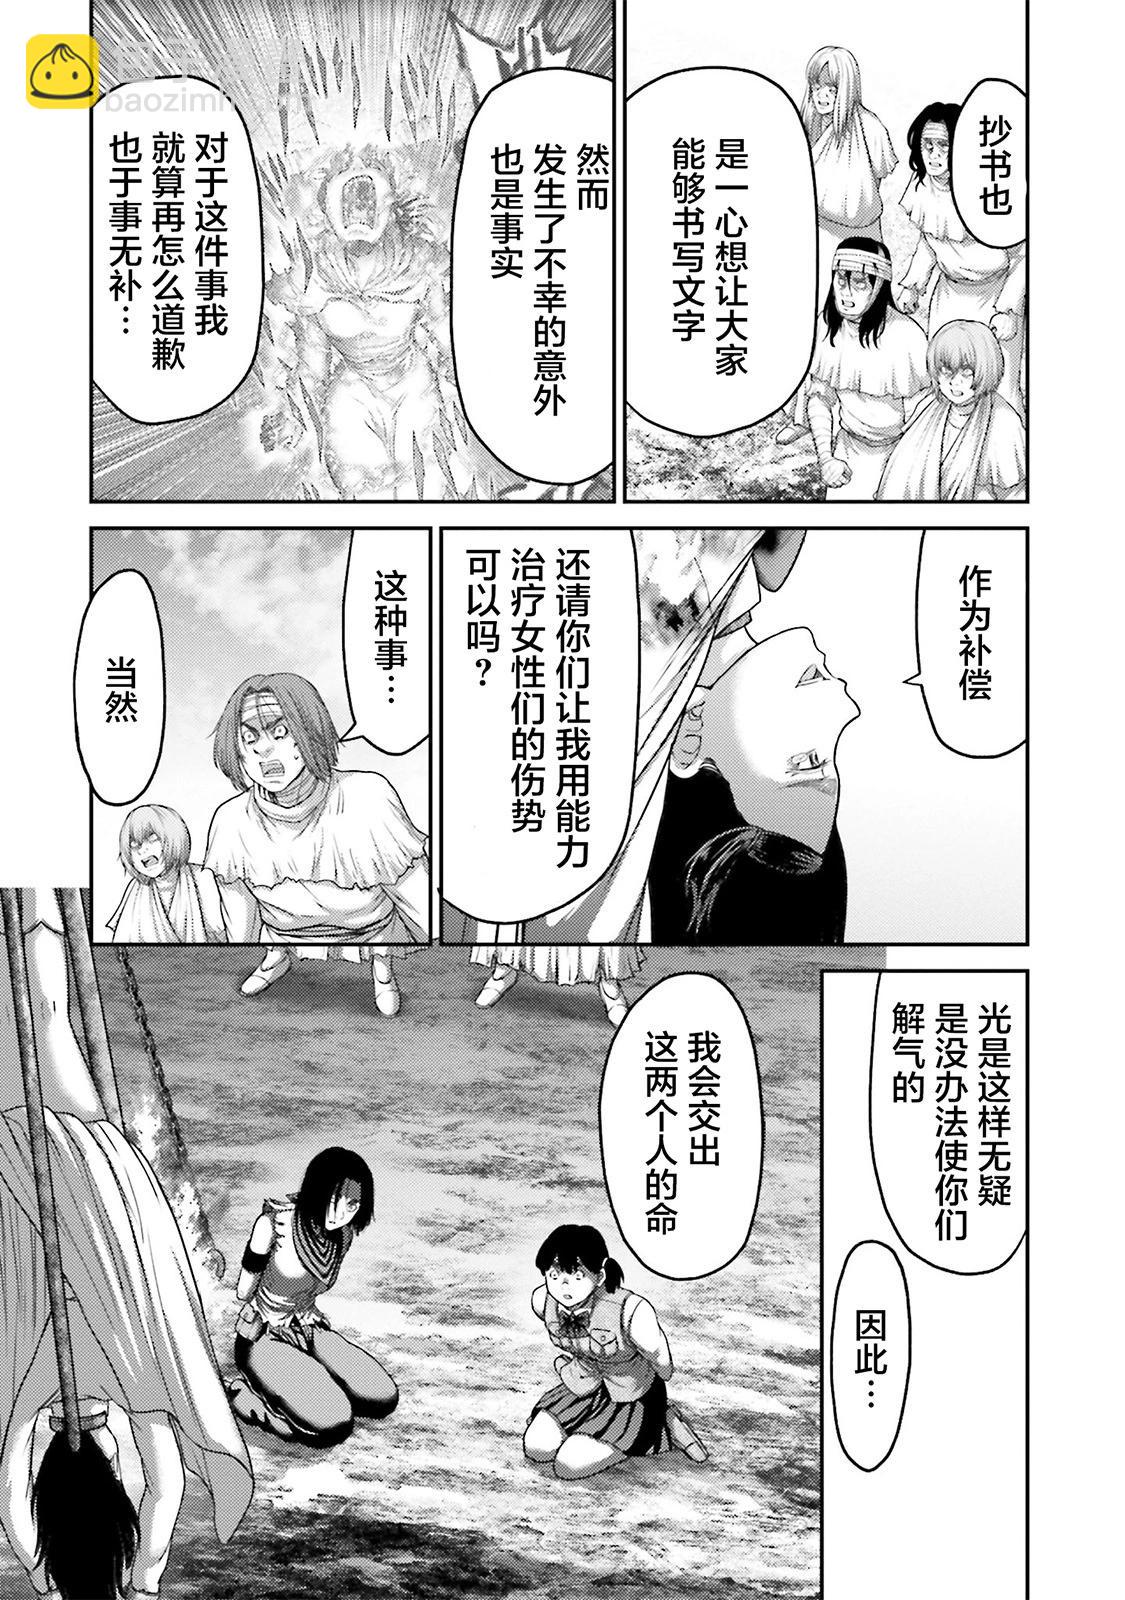 抄书也
是一心想让大家
能够书写文字
然而
发生了不幸的意外
也是事实
对于这件事我
就算再怎么道歉
也于事无补…
作为补偿
还请你们让我用能力
治疗女性们的伤势
可以吗？
这种事…
当然
光是这样无疑
是没办法使你们
解气的
因此…
我会交出
这两个人的命